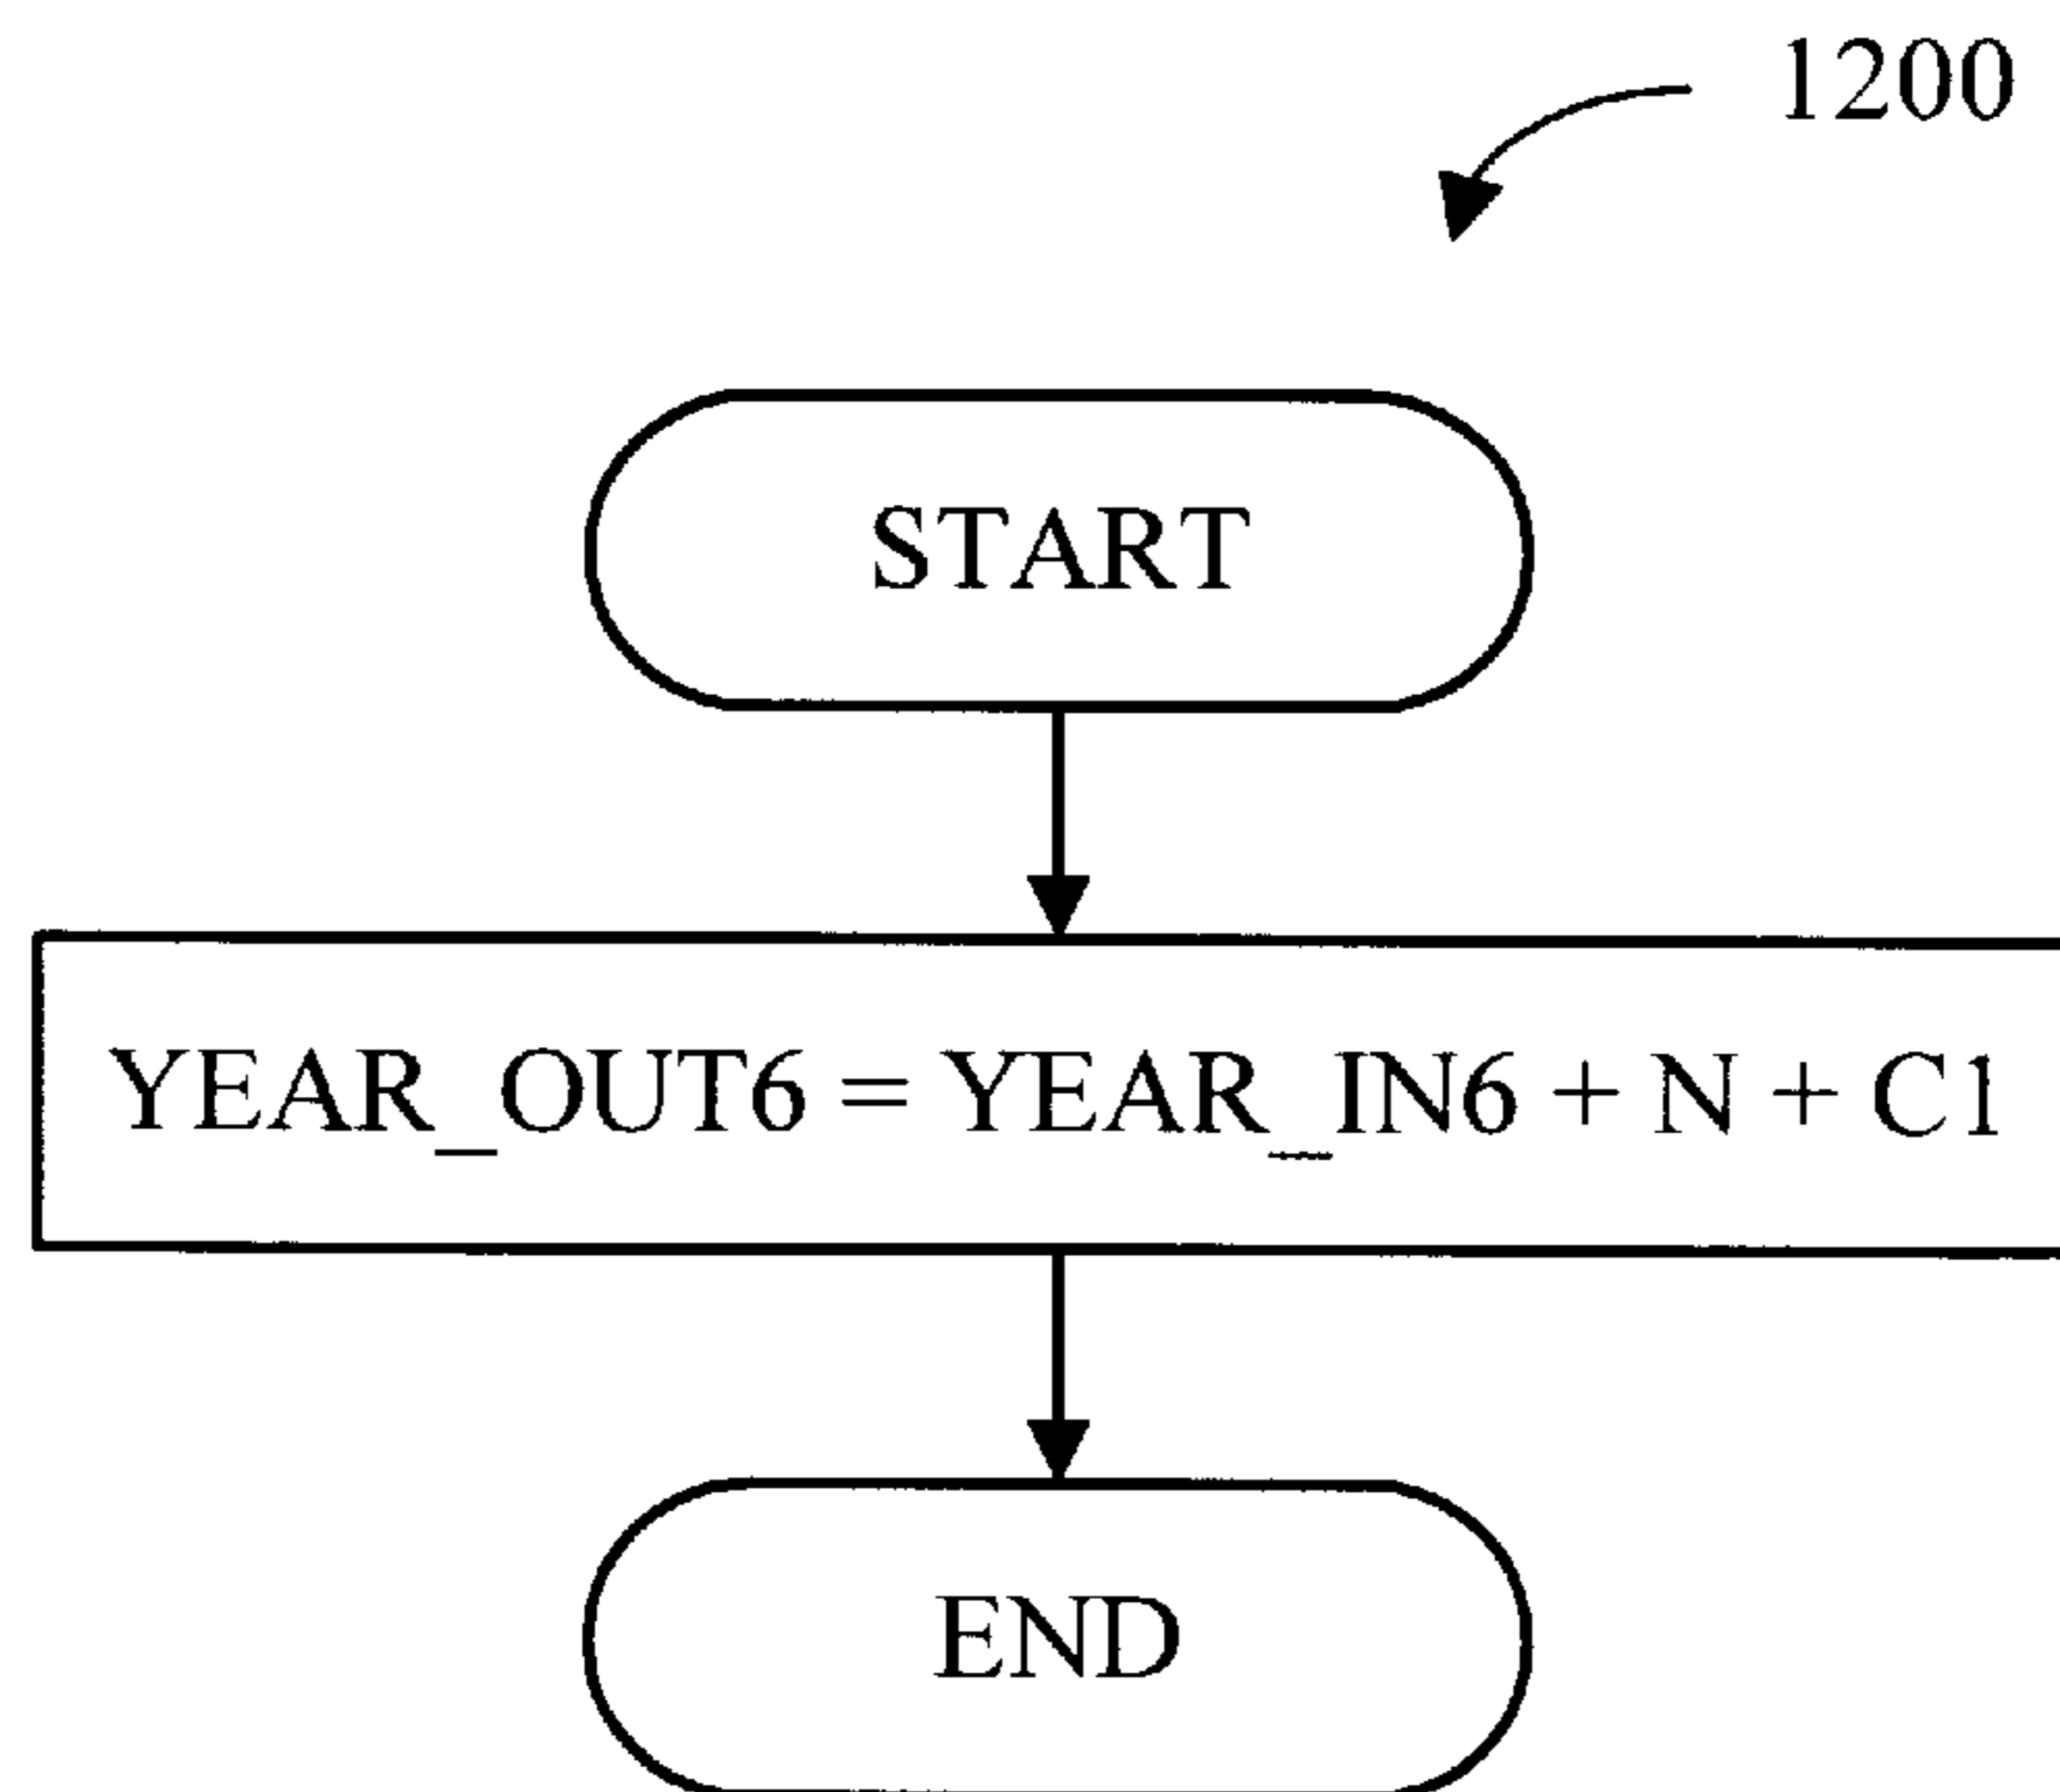 1200
START
YEAR_OUT6 = YEAR_IN6 + N + C1
END